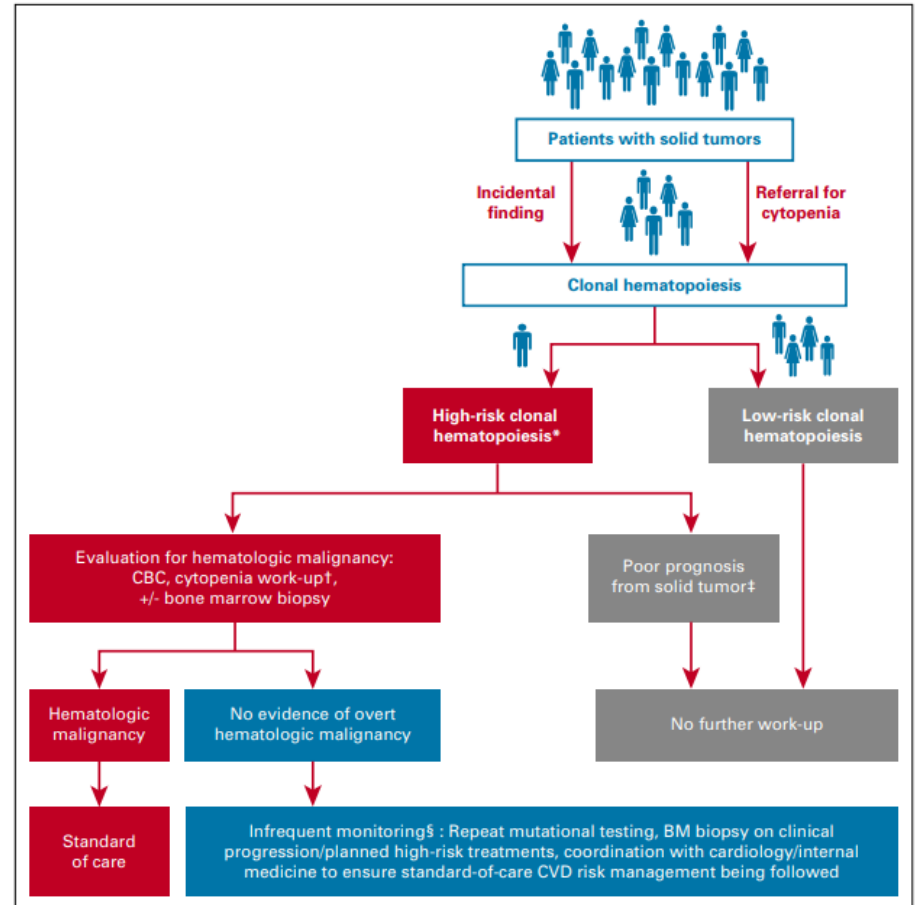 Patients with solid tumors
Incidental
finding
Referral for
cytopenia
Clonal hematopoiesis
High-risk clonal
hematopoiesis*
Low-risk clonal
hematopoiesis
Evaluation for hematologic malignancy:
CBC, cytopenia work-up†,
+/- bone marrow biopsy
Poor prognosis
from solid tumor‡
Hematologic
malignancy
No evidence of overt
hematologic malignancy
No further work-up
Standard
of care
Infrequent monitoring§ : Repeat mutational testing, BM biopsy on clinical
progression/planned high-risk treatments, coordination with cardiology/internal
medicine to ensure standard-of-care CVD risk management being followed